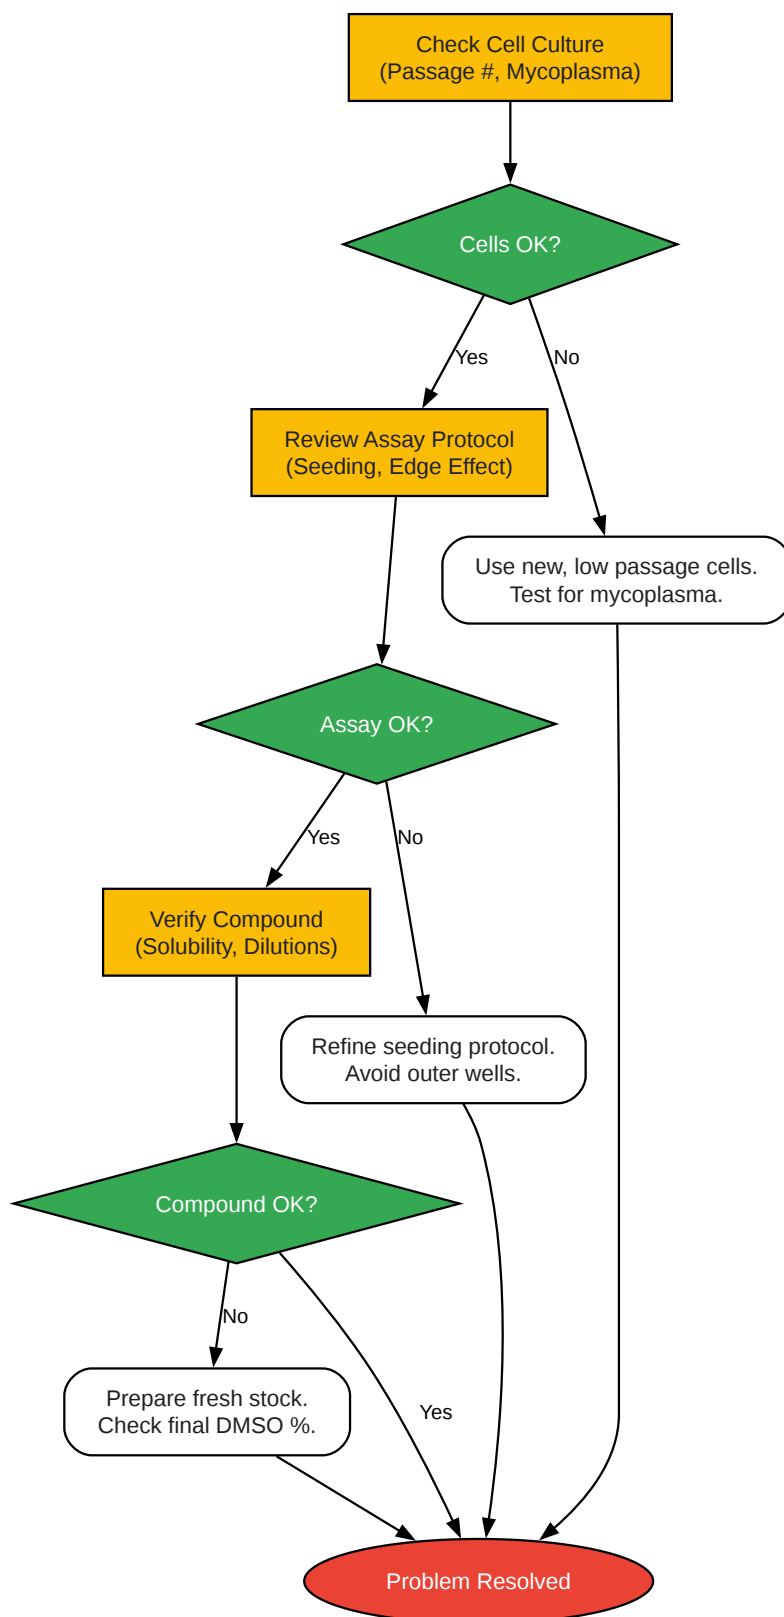 Check Cell Culture
(Passage #, Mycoplasma)
Cells OK?
Yes
No
Review Assay Protocol
(Seeding, Edge Effect)
Use new, low passage cells.
Test for mycoplasma.
Assay OK?
Yes
No
Verify Compound
(Solubility, Dilutions)
Refine seeding protocol.
Avoid outer wells.
Compound OK?
No
Prepare fresh stock.
Check final DMSO %.
Yes
Problem Resolved